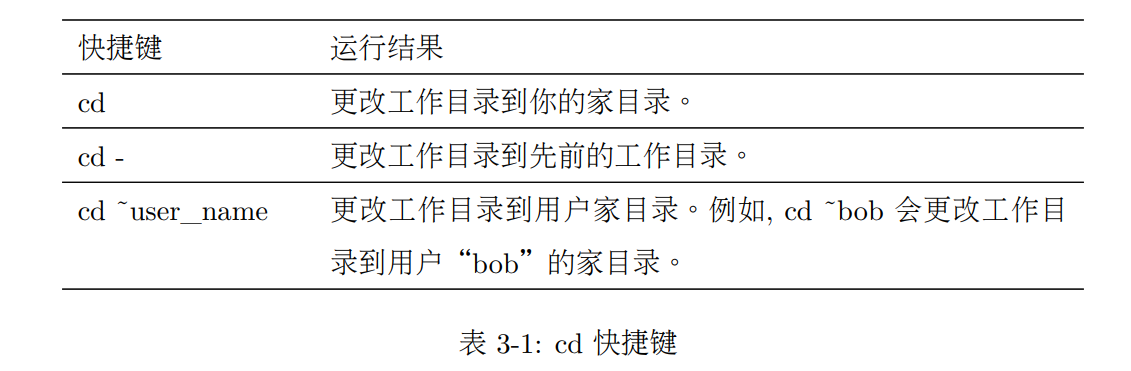 快捷键 运行结果
cd 更改工作目录到你的家目录。
cd - 更改工作目录到先前的工作目录。
cd ~user_name 更改工作目录到用户家目录。例如, cd ~bob 会更改工作目
录到用户“bob”的家目录。
表 3-1: cd 快捷键